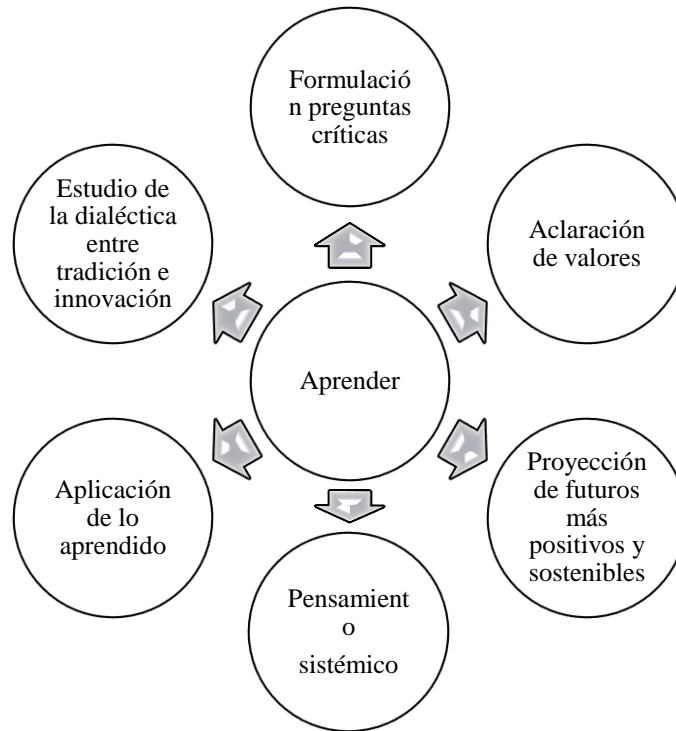 Formulació
n preguntas
críticas
Aclaración
de valores
Proyección
de futuros
más
positivos y
sostenibles
Pensamient
o
sistémico
Aplicación
de lo
aprendido
Estudio de
la dialéctica
entre
tradición e
innovación
Aprender